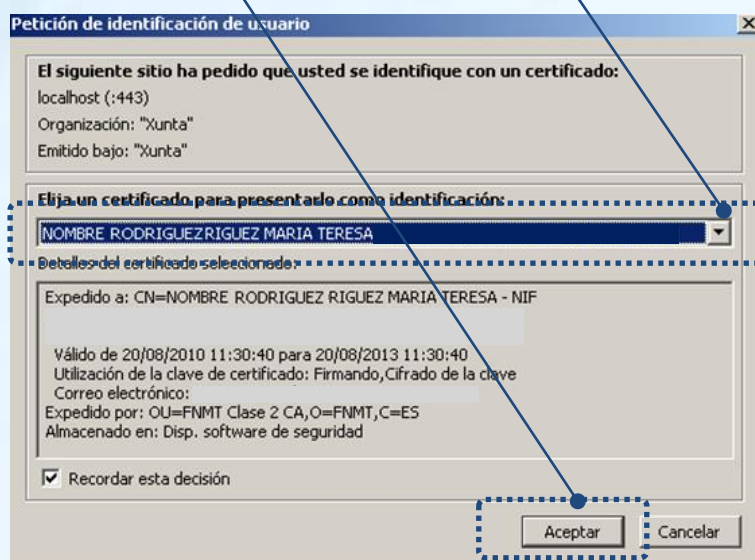 Petición de identificación de usuario
El siguiente sitio ha pedido que usted se identifique con un certificado:
localhost (:443)
Organización: "Xunta"
Emitido bajo: "Xunta"
Elija un certificado para presentarlo como identificación:
NOMBRE RODRIGUEZRIGUEZ MARIA TERESA
Detalles del certificado seleccionado:
Expedido a: CN=NOMBRE RODRIGUEZ RIGUEZ MARIA TERESA - NIF
Válido de 20/08/2010 11:30:40 para 20/08/2013 11:30:40
Utilización de la clave de certificado: Firmando,Cifrado de la clave
Correo electrónico:
Expedido por: OU=FNMT Clase 2 CA,O=FNMT,C=ES
Almacenado en: Disp. software de seguridad
Recordar esta decisión
Aceptar Cancelar